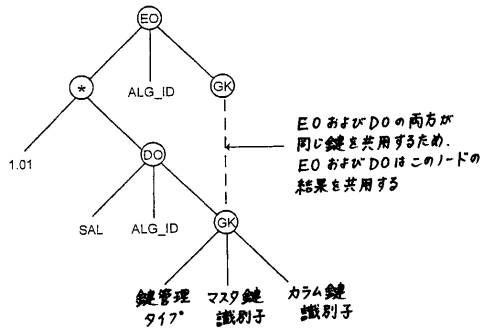 EO
*
ALG_ID
GK
EOおよびDOの両方が
同じ鍵を共用するため.
EOおよびDOはこのノードの
結果を共用する
1.01
DO
SAL
ALG_ID
GK
鍵管理
タイプ
マスタ鍵
識別子
カラム鍵
識別子